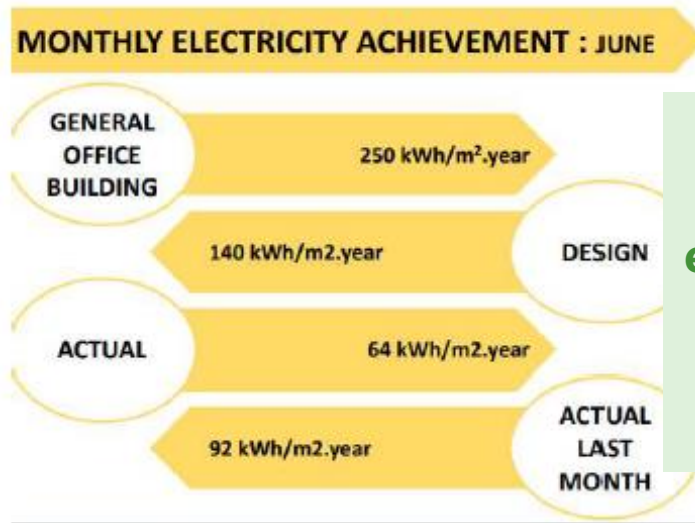 MONTHLY ELECTRICITY ACHIEVEMENT : JUNE
GENERAL
OFFICE
BUILDING
250 kWh/m².year
140 kWh/m2.year
DESIGN
ACTUAL
64 kWh/m2.year
92 kWh/m2.year
ACTUAL
LAST
MONTH